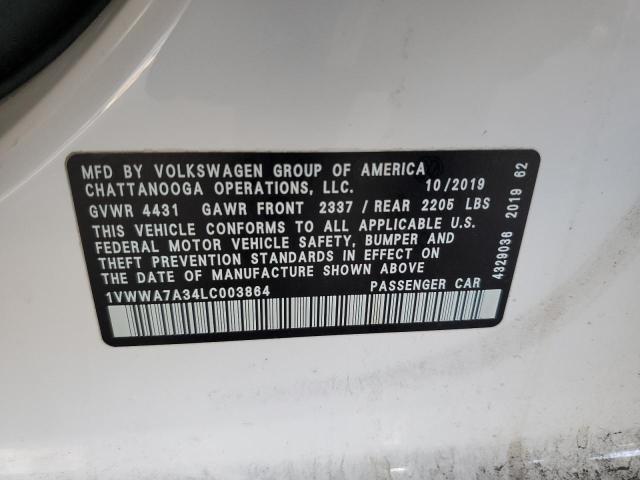 MFD BY VOLKSWAGEN GROUP OF AMERICA
CHATTANOOGA OPERATIONS, LLC. 10/2019
GVWR 4431 GAWR FRONT 2337 / REAR 2205 LBS
THIS VEHICLE CONFORMS TO ALL APPLICABLE U.S.
FEDERAL MOTOR VEHICLE SAFETY, BUMPER AND
THEFT PREVENTION STANDARDS IN EFFECT ON
THE DATE OF MANUFACTURE SHOWN ABOVE
1VWWA7A34LC003864 PASSENGER CAR
4329036 2019 62